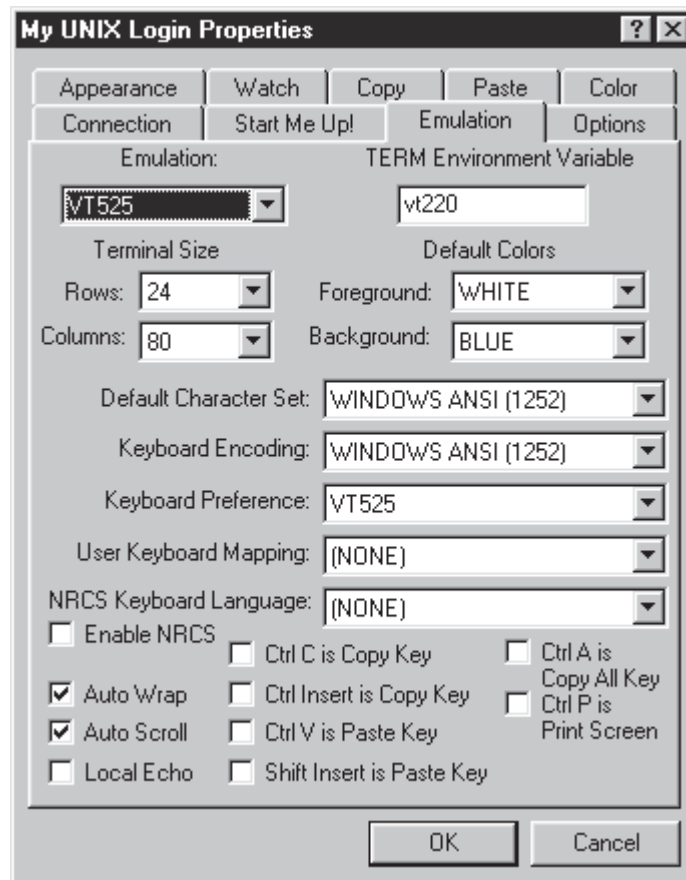 My UNIX Login Properties ? ×
Appearance Watch Copy Paste Color
Connection Start Me Up! Emulation Options
Emulation: TERM Environment Variable
VT525 vt220
Terminal Size Default Colors
Rows: 24 Foreground: WHITE
Columns: 80 Background: BLUE
Default Character Set: WINDOWS ANSI (1252)
Keyboard Encoding: WINDOWS ANSI (1252)
Keyboard Preference: VT525
User Keyboard Mapping: (NONE)
NRCS Keyboard Language: (NONE)
Enable NRCS Ctrl C is Copy Key Ctrl A is
Copy All Key
Auto Wrap Ctrl Insert is Copy Key Ctrl P is
Auto Scroll Ctrl V is Paste Key Print Screen
Local Echo Shift Insert is Paste Key
OK Cancel